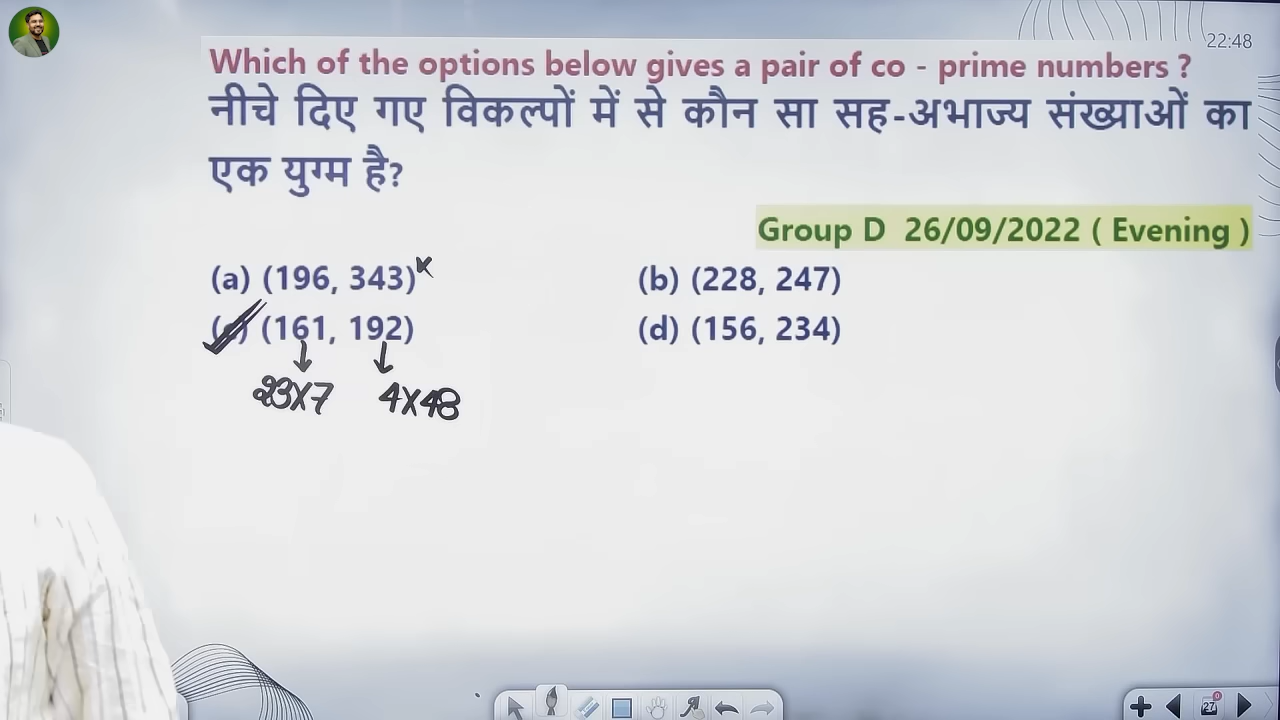 22:48
Which of the options below gives a pair of co - prime numbers ?
नीचे दिए गए विकल्पों में से कौन सा सह-अभाज्य संख्याओं का
एक युग्म है?
Group D 26/09/2022 ( Evening )
(a) (196, 343) x (b) (228, 247)
(c) (161, 192) (d) (156, 234)
23x7 4x48
27